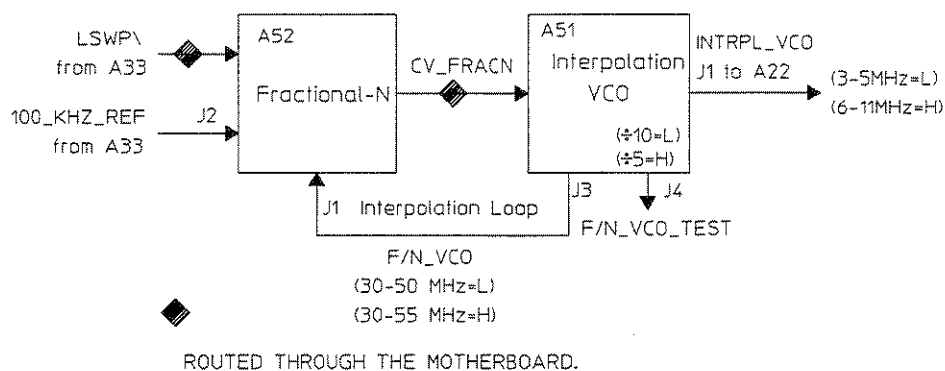 LSWP\
from A33
A52
Fractional-N
100_KHZ_REF
from A33
J2
CV_FRACN
A51
Interpolation
VCO
(÷10=L)
(÷5=H)
INTRPL_VCO
J1 to A22
(3-5MHz=L)
(6-11MHz=H)
J1 Interpolation Loop
J3
J4
F/N_VCO_TEST
F/N_VCO
(30-50 MHz=L)
(30-55 MHz=H)
ROUTED THROUGH THE MOTHERBOARD.